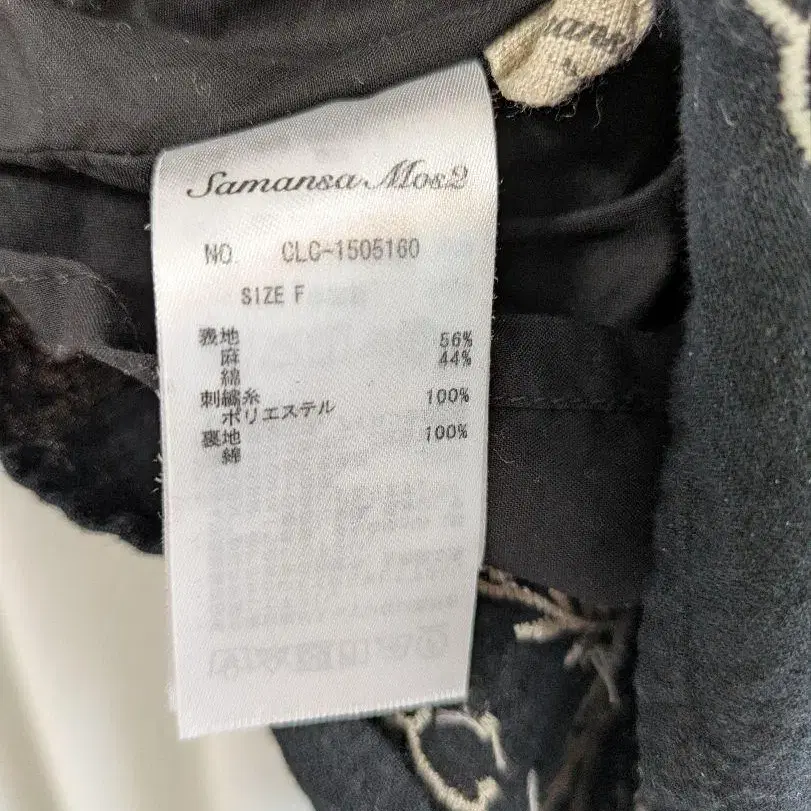 Samansa Mos2
NO. CLC-1505160
SIZE F
表地
麻 56%
綿 44%
刺繍糸
ポリエステル 100%
裏地
綿 100%